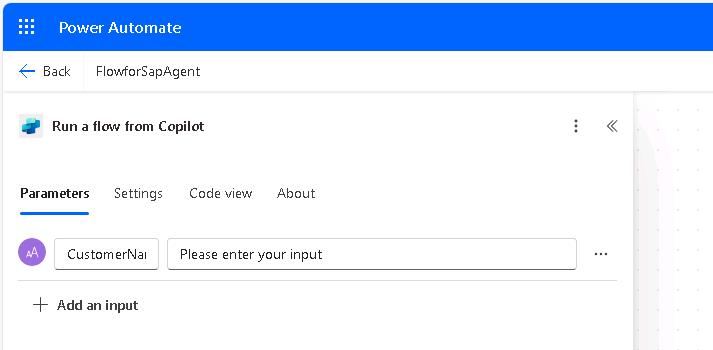 Power Automate
Back FlowforSapAgent
Run a flow from Copilot
Parameters Settings Code view About
AA CustomerNar Please enter your input
Add an input